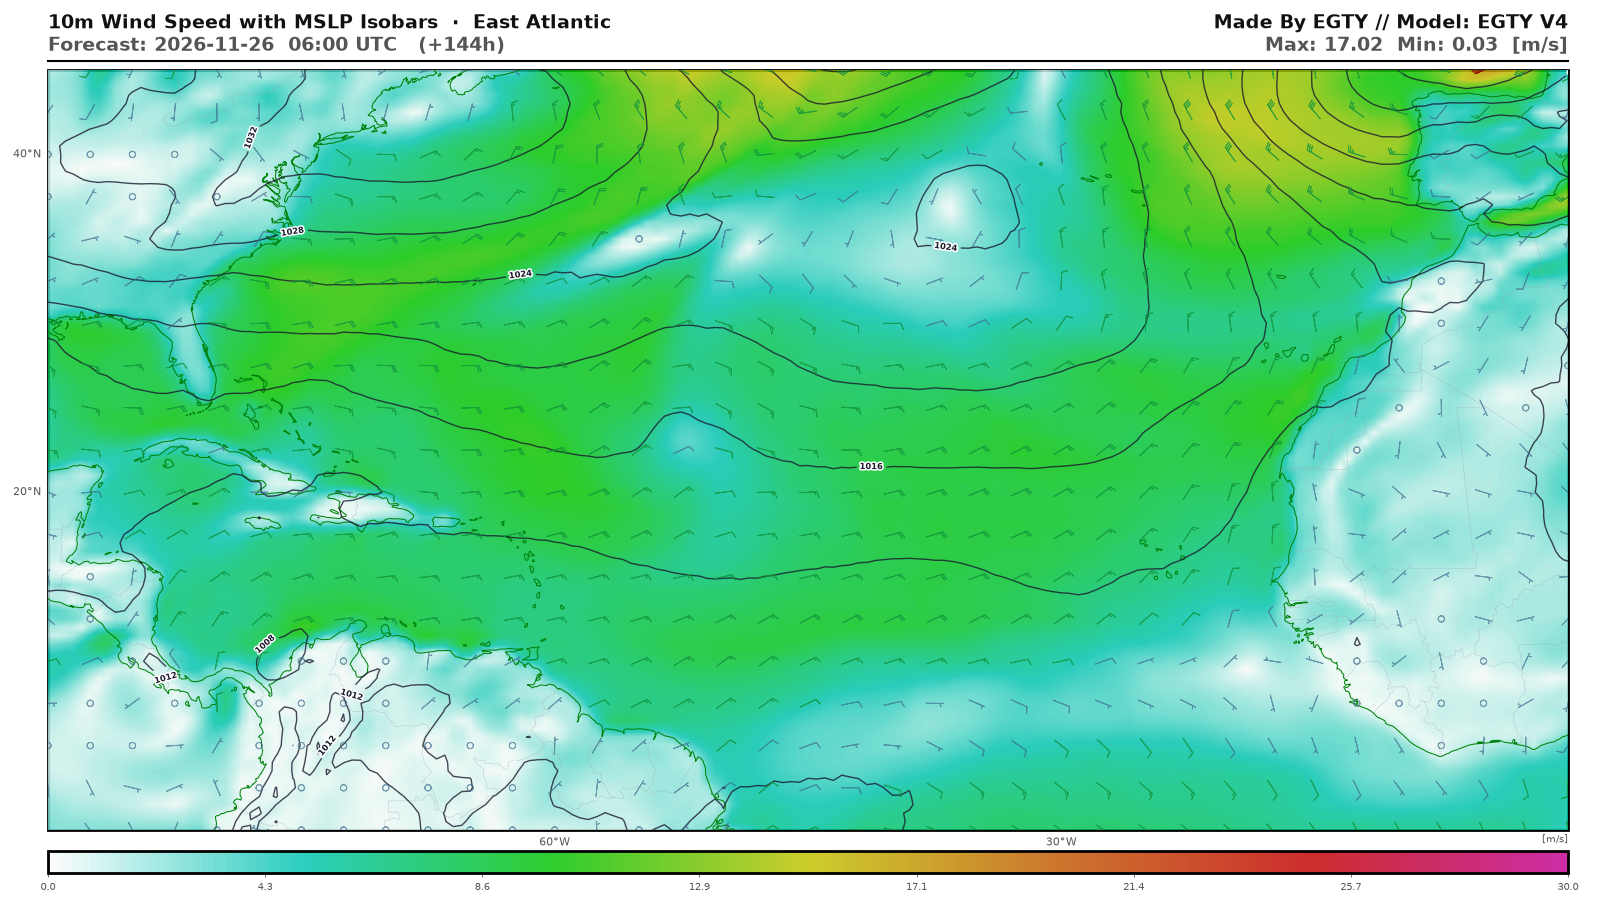 10m Wind Speed with MSLP Isobars · East Atlantic
Made By EGTY // Model: EGTY V4
Forecast: 2026-11-26 06:00 UTC (+144h)
Max: 17.02 Min: 0.03 [m/s]
1032
40°N
1028
1024
1024
1016
20°N
1008
1012
1012
1012
60°W
30°W
[m/s]
0.0
4.3
8.6
12.9
17.1
21.4
25.7
30.0